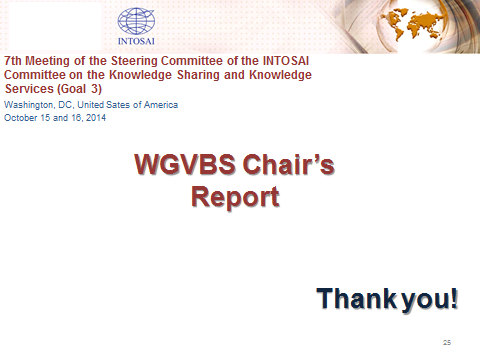 INTOSAI
7th Meeting of the Steering Committee of the INTOSAI
Committee on the Knowledge Sharing and Knowledge
Services (Goal 3)
Washington, DC, United Sates of America
October 15 and 16, 2014
WGVBS Chair's
Report
Thank you!
25